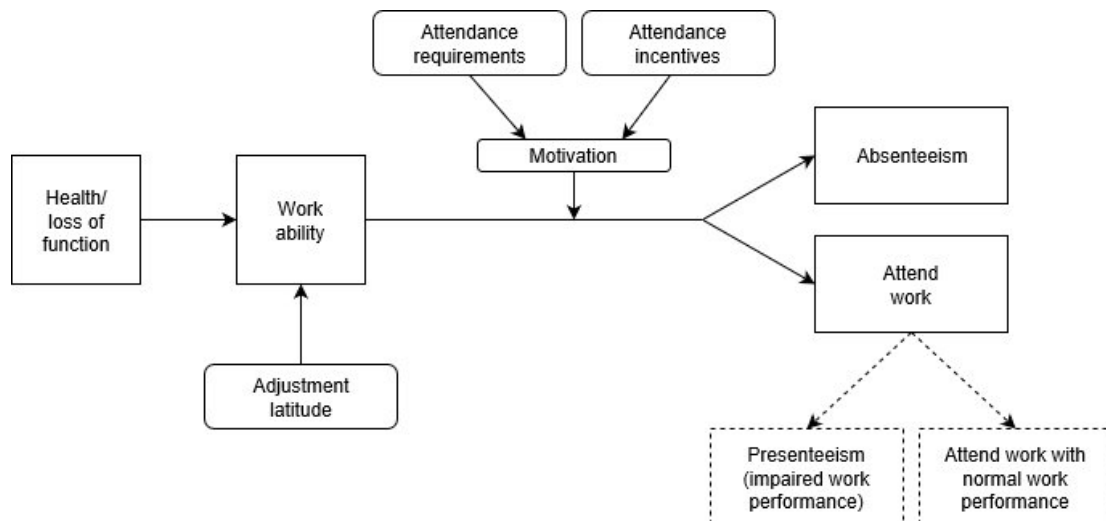 Attendance
requirements
Attendance
incentives
Motivation
Absenteeism
Health/
loss of
function
Work
ability
Attend
work
Adjustment
latitude
Presenteeism
(impaired work
performance)
Attend work with
normal work
performance